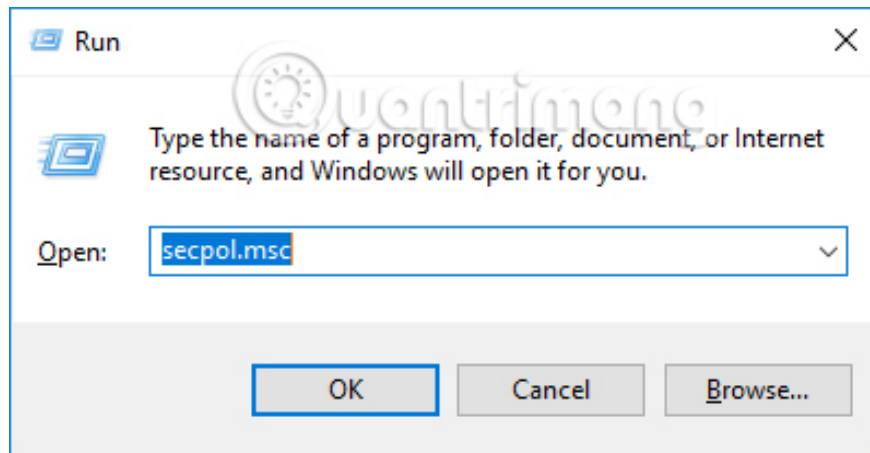 Run
Quantrimang
Type the name of a program, folder, document, or Internet
resource, and Windows will open it for you.
Open:
secpol.msc
OK
Cancel
Browse...